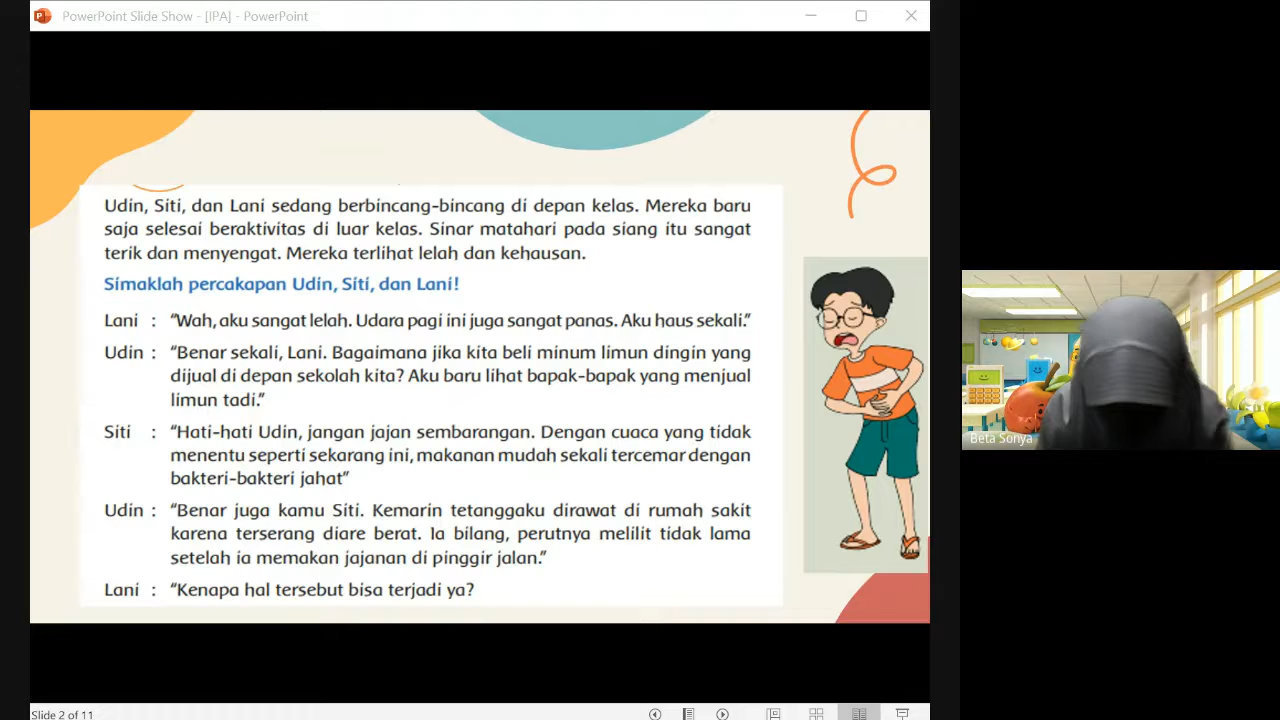 PowerPoint Slide Show - [IPA] - PowerPoint
Udin, Siti, dan Lani sedang berbincang-bincang di depan kelas. Mereka baru
saja selesai beraktivitas di luar kelas. Sinar matahari pada siang itu sangat
terik dan menyengat. Mereka terlihat lelah dan kehausan.
Simaklah percakapan Udin, Siti, dan Lani!
Lani : “Wah, aku sangat lelah. Udara pagi ini juga sangat panas. Aku haus sekali.”
Udin : “Benar sekali, Lani. Bagaimana jika kita beli minum limun dingin yang
dijual di depan sekolah kita? Aku baru lihat bapak-bapak yang menjual
limun tadi.”
Siti : “Hati-hati Udin, jangan jajan sembarangan. Dengan cuaca yang tidak
menentu seperti sekarang ini, makanan mudah sekali tercemar dengan
bakteri-bakteri jahat”
Udin : “Benar juga kamu Siti. Kemarin tetanggaku dirawat di rumah sakit
karena terserang diare berat. Ia bilang, perutnya melilit tidak lama
setelah ia memakan jajanan di pinggir jalan.”
Lani : “Kenapa hal tersebut bisa terjadi ya?
Beta Sonya
Slide 2 of 11